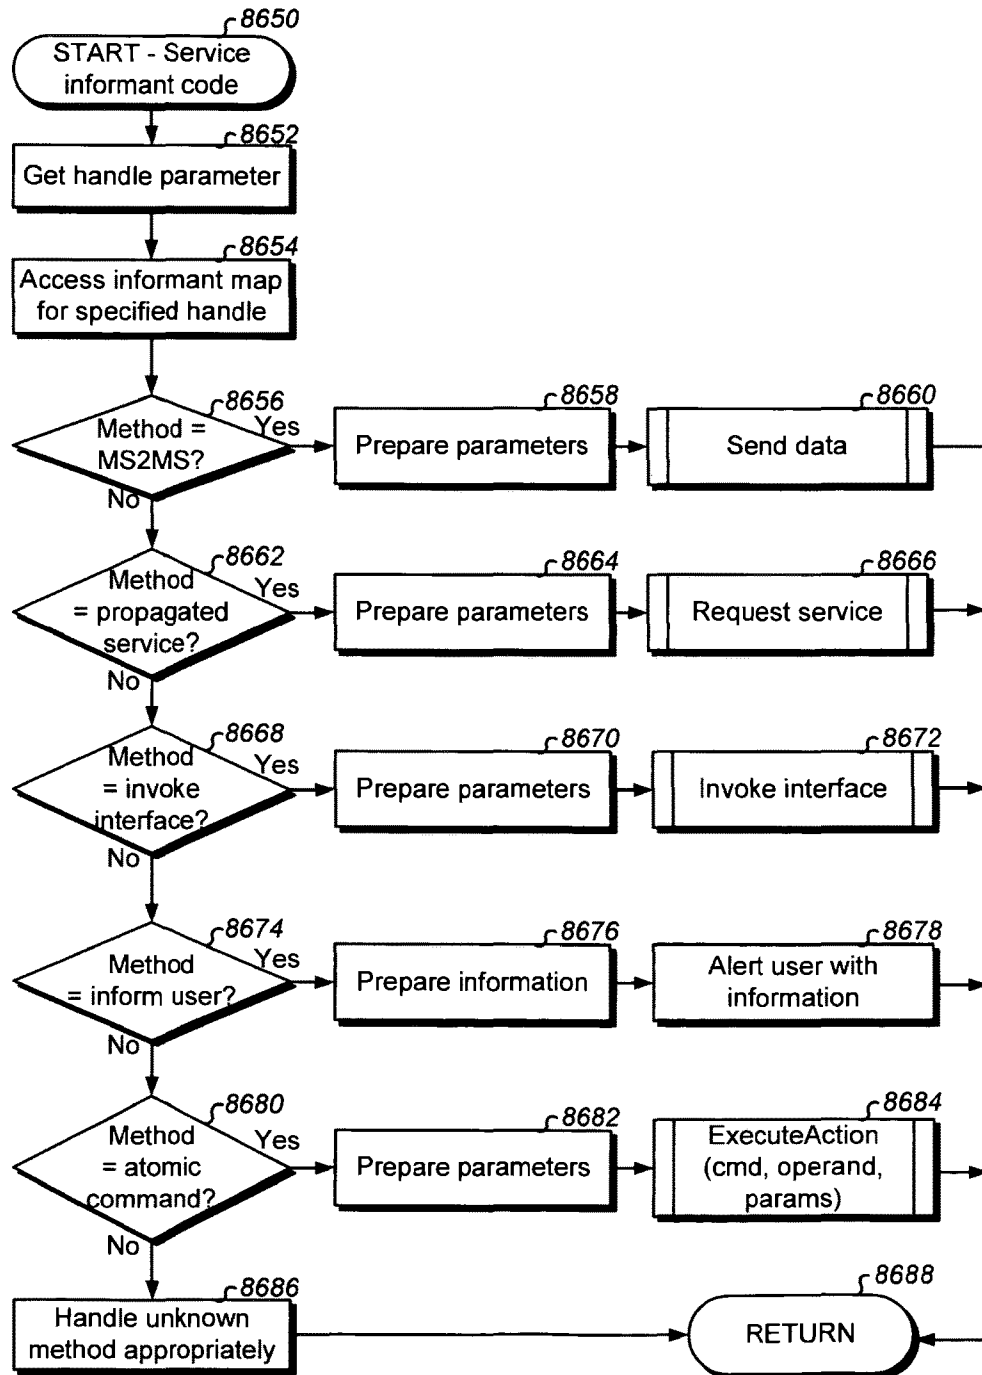 8650
START - Service
informant code
8652
Get handle parameter
8654
Access informant map
for specified handle
8656
Method =
MS2MS?
Yes
No
8658
Prepare parameters
8660
Send data
8662
Method
= propagated
service?
Yes
No
8664
Prepare parameters
8666
Request service
8668
Method
= invoke
interface?
Yes
No
8670
Prepare parameters
8672
Invoke interface
8674
Method
= inform user?
Yes
No
8676
Prepare information
8678
Alert user with
information
8680
Method
= atomic
command?
Yes
No
8682
Prepare parameters
8684
ExecuteAction
(cmd, operand,
params)
8686
Handle unknown
method appropriately
8688
RETURN